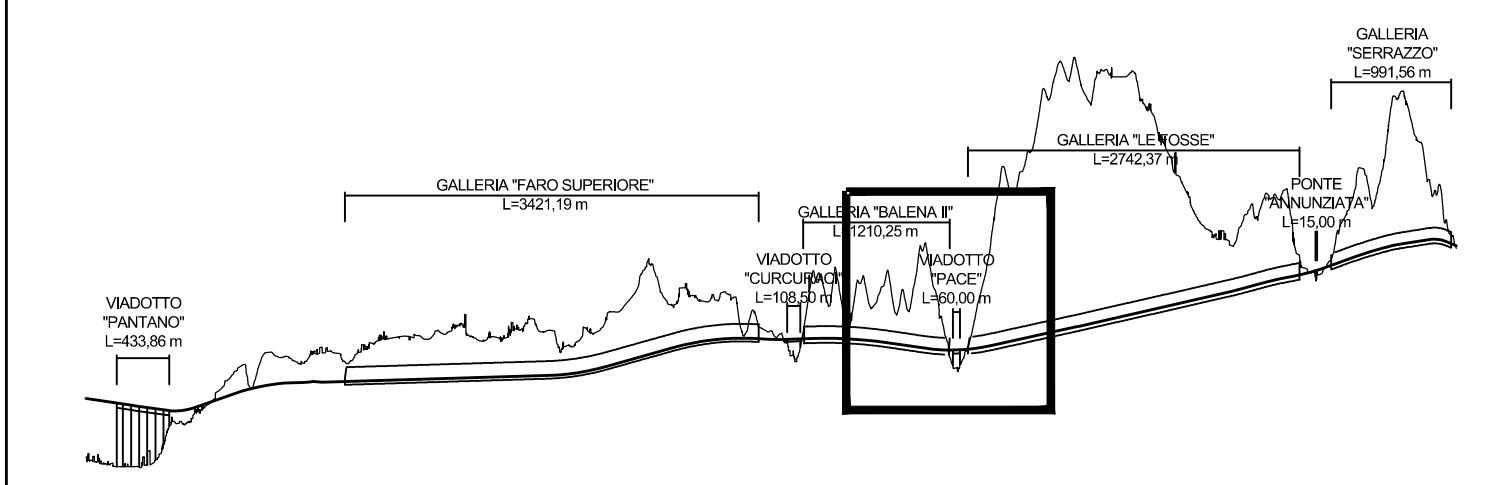 GALLERIA
"SERRAZZO"
L=991,56 m
GALLERIA "LE FOSSE"
L=2742,37 m
GALLERIA "FARO SUPERIORE"
L=3421,19 m
PONTE
"ANNUNZIATA"
L=15,00 m
GALLERIA "BALENA II"
L=1210,25 m
VIADOTTO
"CURCURACI"
L=108,50 m
VIADOTTO
"PACE"
L=60,00 m
VIADOTTO
"PANTANO"
L=433,86 m